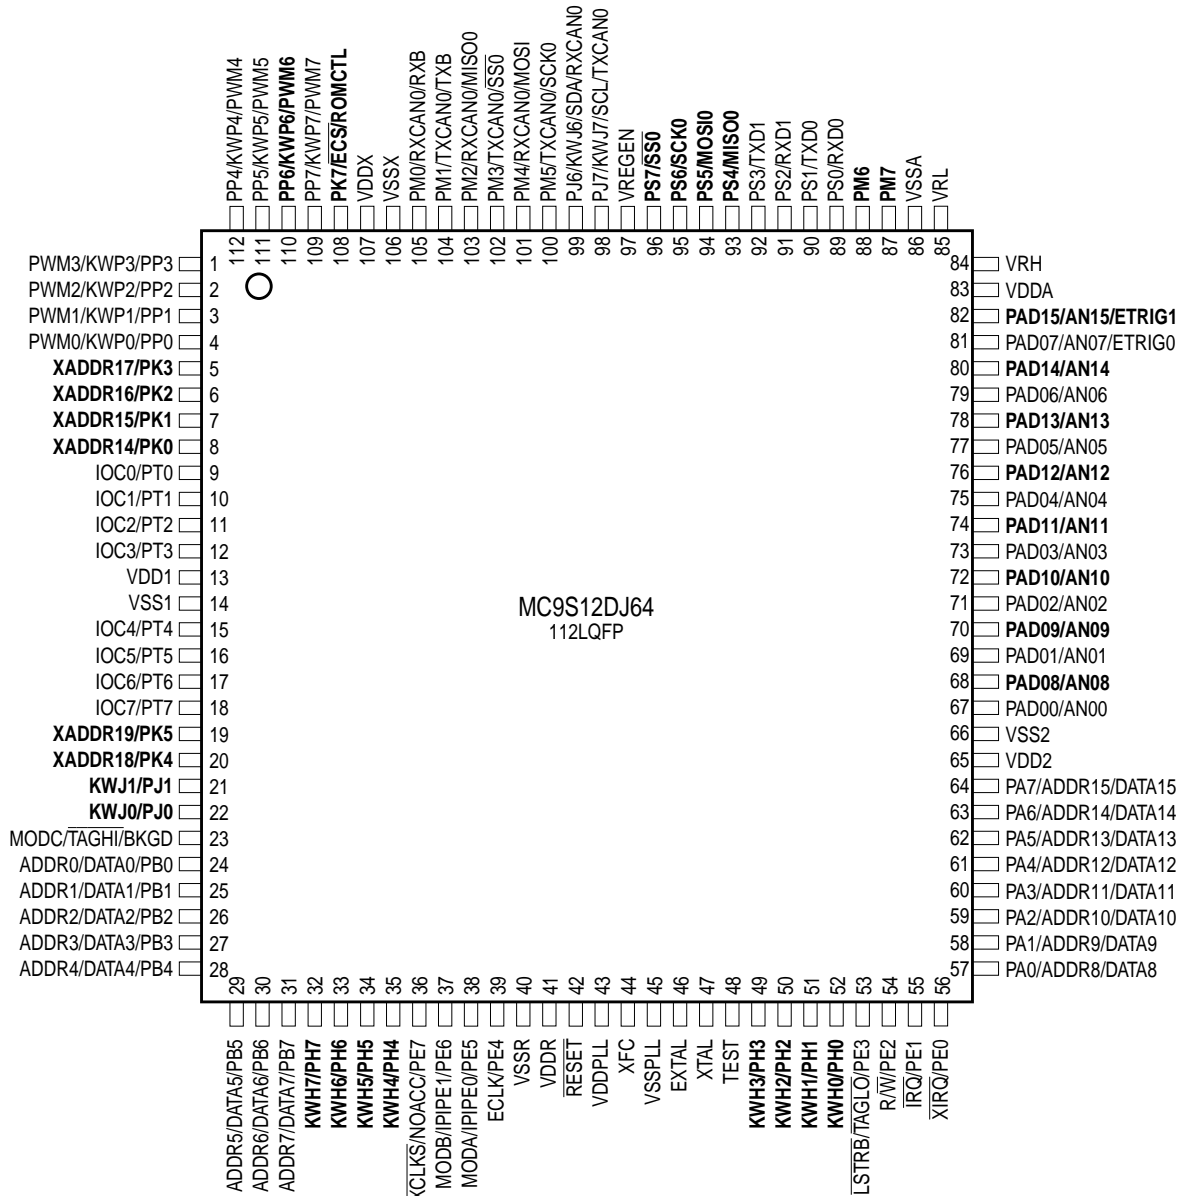 PP4/KWP4/PWM4
PP5/KWP5/PWM5
PP6/KWP6/PWM6
PP7/KWP7/PWM7
PK7/ECS/ROMCTL
VDDX
VSSX
PM0/RXCAN0/RXB
PM1/TXCAN0/TXB
PM2/RXCAN0/MISO0
PM3/TXCAN0/SS0
PM4/RXCAN0/MOSI
PM5/TXCAN0/SCK0
PJ6/KWJ6/SDA/RXCAN0
PJ7/KWJ7/SCL/TXCAN0
VREGEN
PS7/SS0
PS6/SCK0
PS5/MOSI0
PS4/MISO0
PS3/TXD1
PS2/RXD1
PS1/TXD0
PS0/RXD0
PM6
PM7
VSSA
VRL
112
111
110
109
108
107
106
105
104
103
102
101
100
99
98
97
96
95
94
93
92
91
90
89
88
87
86
85
PWM3/KWP3/PP3 1
PWM2/KWP2/PP2 2
PWM1/KWP1/PP1 3
PWM0/KWP0/PP0 4
XADDR17/PK3 5
XADDR16/PK2 6
XADDR15/PK1 7
XADDR14/PK0 8
IOC0/PT0 9
IOC1/PT1 10
IOC2/PT2 11
IOC3/PT3 12
VDD1 13
VSS1 14
IOC4/PT4 15
IOC5/PT5 16
IOC6/PT6 17
IOC7/PT7 18
XADDR19/PK5 19
XADDR18/PK4 20
KWJ1/PJ1 21
KWJ0/PJ0 22
MODC/TAGHI/BKGD 23
ADDR0/DATA0/PB0 24
ADDR1/DATA1/PB1 25
ADDR2/DATA2/PB2 26
ADDR3/DATA3/PB3 27
ADDR4/DATA4/PB4 28
MC9S12DJ64
112LQFP
84 VRH
83 VDDA
82 PAD15/AN15/ETRIG1
81 PAD07/AN07/ETRIG0
80 PAD14/AN14
79 PAD06/AN06
78 PAD13/AN13
77 PAD05/AN05
76 PAD12/AN12
75 PAD04/AN04
74 PAD11/AN11
73 PAD03/AN03
72 PAD10/AN10
71 PAD02/AN02
70 PAD09/AN09
69 PAD01/AN01
68 PAD08/AN08
67 PAD00/AN00
66 VSS2
65 VDD2
64 PA7/ADDR15/DATA15
63 PA6/ADDR14/DATA14
62 PA5/ADDR13/DATA13
61 PA4/ADDR12/DATA12
60 PA3/ADDR11/DATA11
59 PA2/ADDR10/DATA10
58 PA1/ADDR9/DATA9
57 PA0/ADDR8/DATA8
29
30
31
32
33
34
35
36
37
38
39
40
41
42
43
44
45
46
47
48
49
50
51
52
53
54
55
56
ADDR5/DATA5/PB5
ADDR6/DATA6/PB6
ADDR7/DATA7/PB7
KWH7/PH7
KWH6/PH6
KWH5/PH5
KWH4/PH4
XCLKS/NOACC/PE7
MODB/IPIPE1/PE6
MODA/IPIPE0/PE5
ECLK/PE4
VSSR
VDDR
RESET
VDDPLL
XFC
VSSPLL
EXTAL
XTAL
TEST
KWH3/PH3
KWH2/PH2
KWH1/PH1
KWH0/PH0
LSTRB/TAGLO/PE3
R/W/PE2
IRQ/PE1
XIRQ/PE0